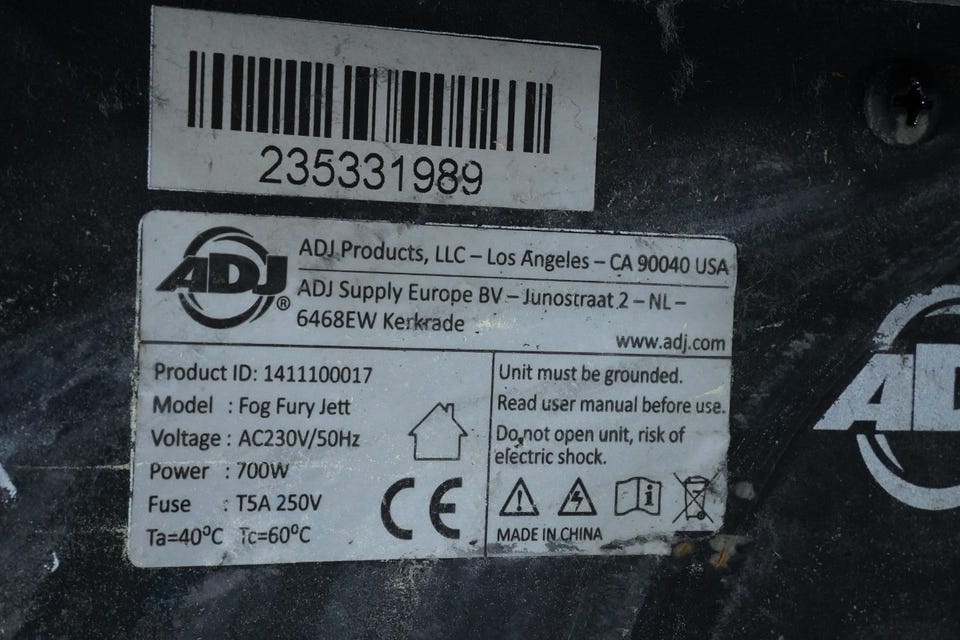 235331989
ADJ®
ADJ Products, LLC – Los Angeles – CA 90040 USA
ADJ Supply Europe BV – Junostraat 2 – NL –
6468EW Kerkrade
www.adj.com
Product ID: 1411100017
Model : Fog Fury Jett
Voltage : AC230V/50Hz
Power : 700W
Fuse : T5A 250V
Ta=40°C Tc=60°C
CE
Unit must be grounded.
Read user manual before use.
Do not open unit, risk of
electric shock.
MADE IN CHINA
AD